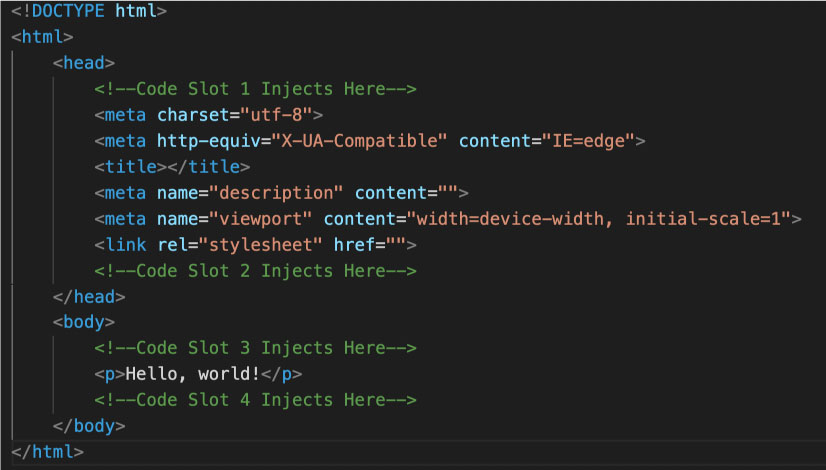 <!DOCTYPE html>
<html>
<head>
<!--Code Slot 1 Injects Here-->
<meta charset="utf-8">
<meta http-equiv="X-UA-Compatible" content="IE=edge">
<title></title>
<meta name="description" content="">
<meta name="viewport" content="width=device-width, initial-scale=1">
<link rel="stylesheet" href="">
<!--Code Slot 2 Injects Here-->
</head>
<body>
<!--Code Slot 3 Injects Here-->
<p>Hello, world!</p>
<!--Code Slot 4 Injects Here-->
</body>
</html>